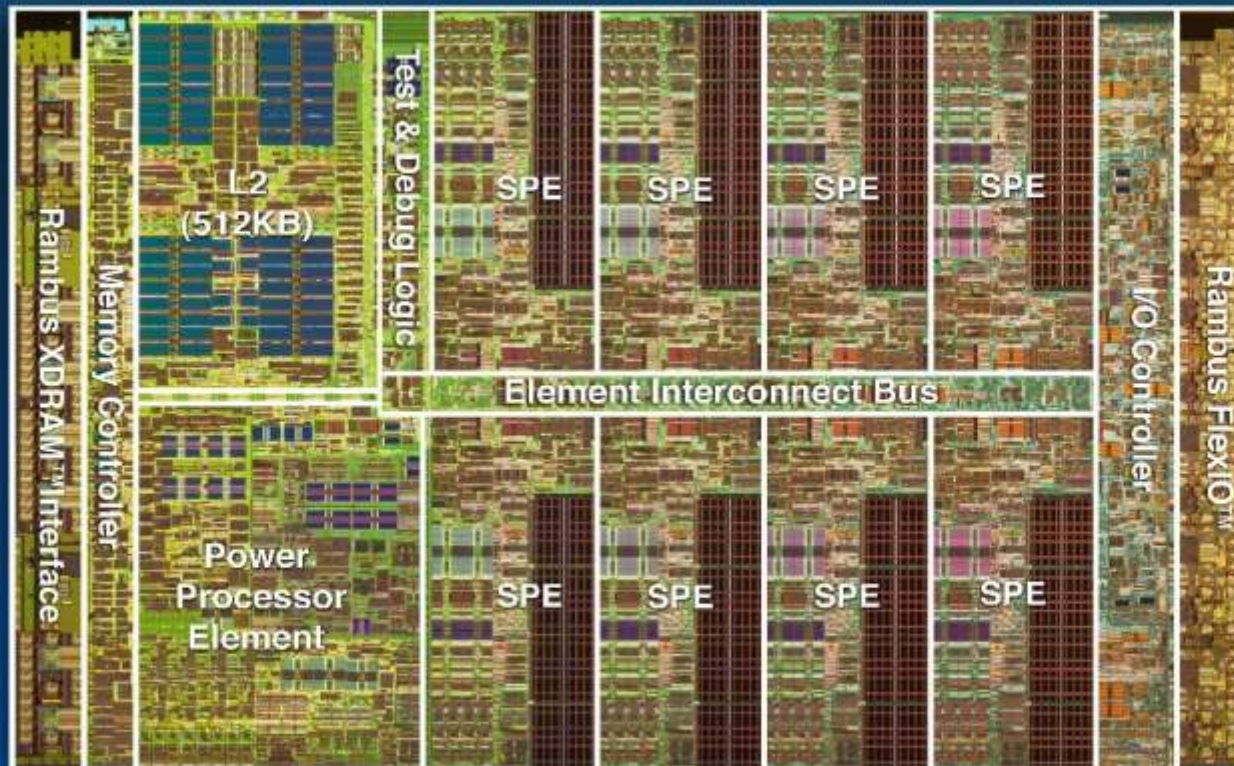 Rambus XDRAM™ Interface
Memory Controller
L2
(512KB)
Test & Debug Logic
SPE
SPE
SPE
SPE
I/O Controller
Rambus FlexIO™
Element Interconnect Bus
Power
Processor
Element
SPE
SPE
SPE
SPE